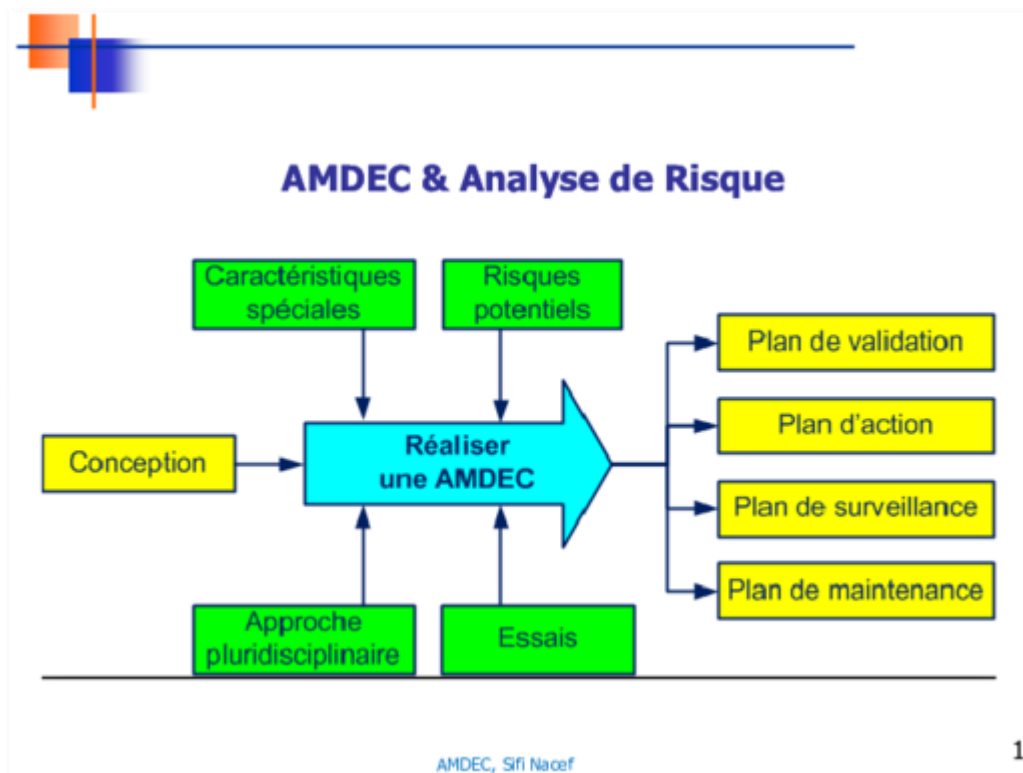 AMDEC & Analyse de Risque
Caractéristiques
spéciales
Risques
potentiels
Plan de validation
Plan d'action
Conception
Réaliser
une AMDEC
Plan de surveillance
Plan de maintenance
Approche
pluridisciplinaire
Essais
AMDEC, Sifi Nacef
1